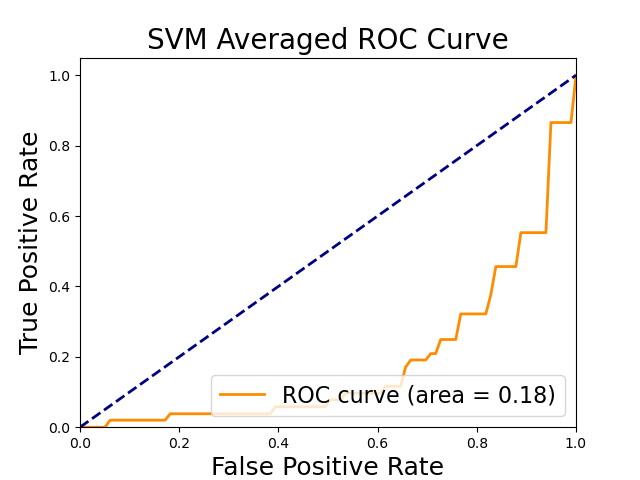 SVM Averaged ROC Curve
True Positive Rate
1.0
0.8
0.6
0.4
0.2
0.0
ROC curve (area = 0.18)
0.0 0.2 0.4 0.6 0.8 1.0
False Positive Rate